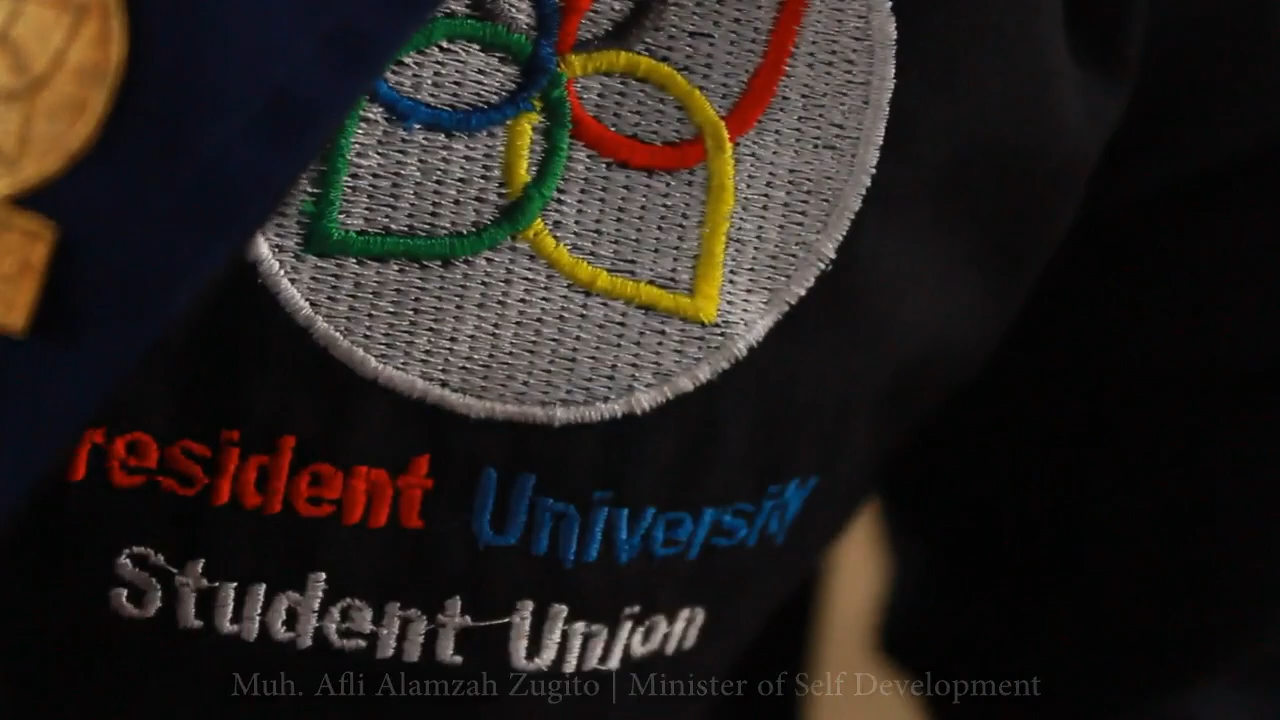 resident University
Student Union
Muh. Afli Alamzah Zugito | Minister of Self Development